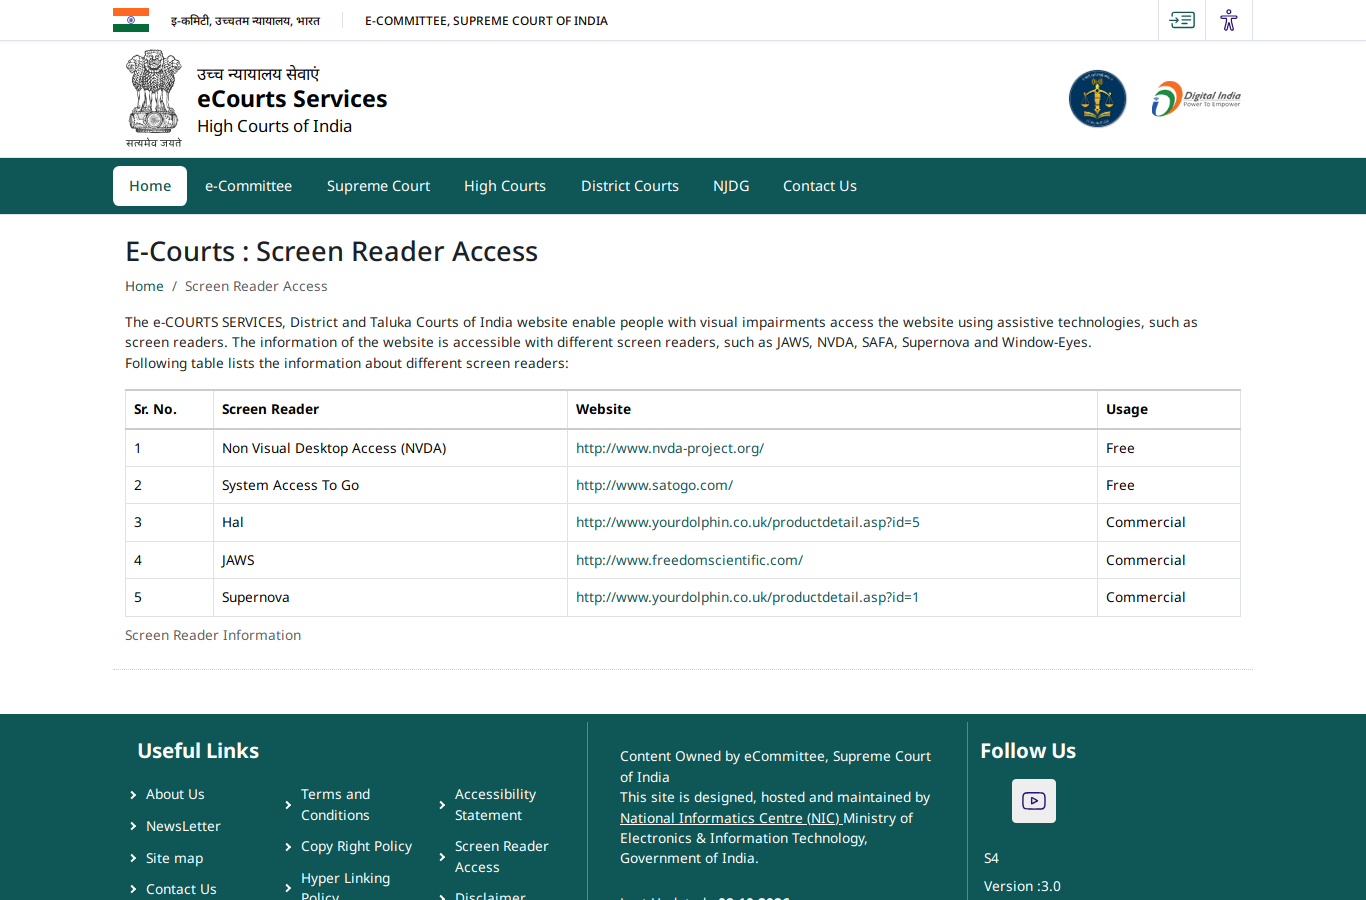 इ-कमिटी, उच्चतम न्यायालय, भारत
E-COMMITTEE, SUPREME COURT OF INDIA
उच्च न्यायालय सेवाएं
eCourts Services
High Courts of India
सत्यमेव जयते
Digital India
Power To Empower
Home
e-Committee
Supreme Court
High Courts
District Courts
NJDG
Contact Us
E-Courts : Screen Reader Access
Home / Screen Reader Access
The e-COURTS SERVICES, District and Taluka Courts of India website enable people with visual impairments access the website using assistive technologies, such as
screen readers. The information of the website is accessible with different screen readers, such as JAWS, NVDA, SAFA, Supernova and Window-Eyes.
Following table lists the information about different screen readers:
Sr. No. Screen Reader Website Usage
1 Non Visual Desktop Access (NVDA) http://www.nvda-project.org/ Free
2 System Access To Go http://www.satogo.com/ Free
3 Hal http://www.yourdolphin.co.uk/productdetail.asp?id=5 Commercial
4 JAWS http://www.freedomscientific.com/ Commercial
5 Supernova http://www.yourdolphin.co.uk/productdetail.asp?id=1 Commercial
Screen Reader Information
Useful Links
About Us
NewsLetter
Site map
Contact Us
Terms and
Conditions
Copy Right Policy
Hyper Linking
Policy
Accessibility
Statement
Screen Reader
Access
Disclaimer
Content Owned by eCommittee, Supreme Court
of India
This site is designed, hosted and maintained by
National Informatics Centre (NIC) Ministry of
Electronics & Information Technology,
Government of India.
Follow Us
S4
Version :3.0